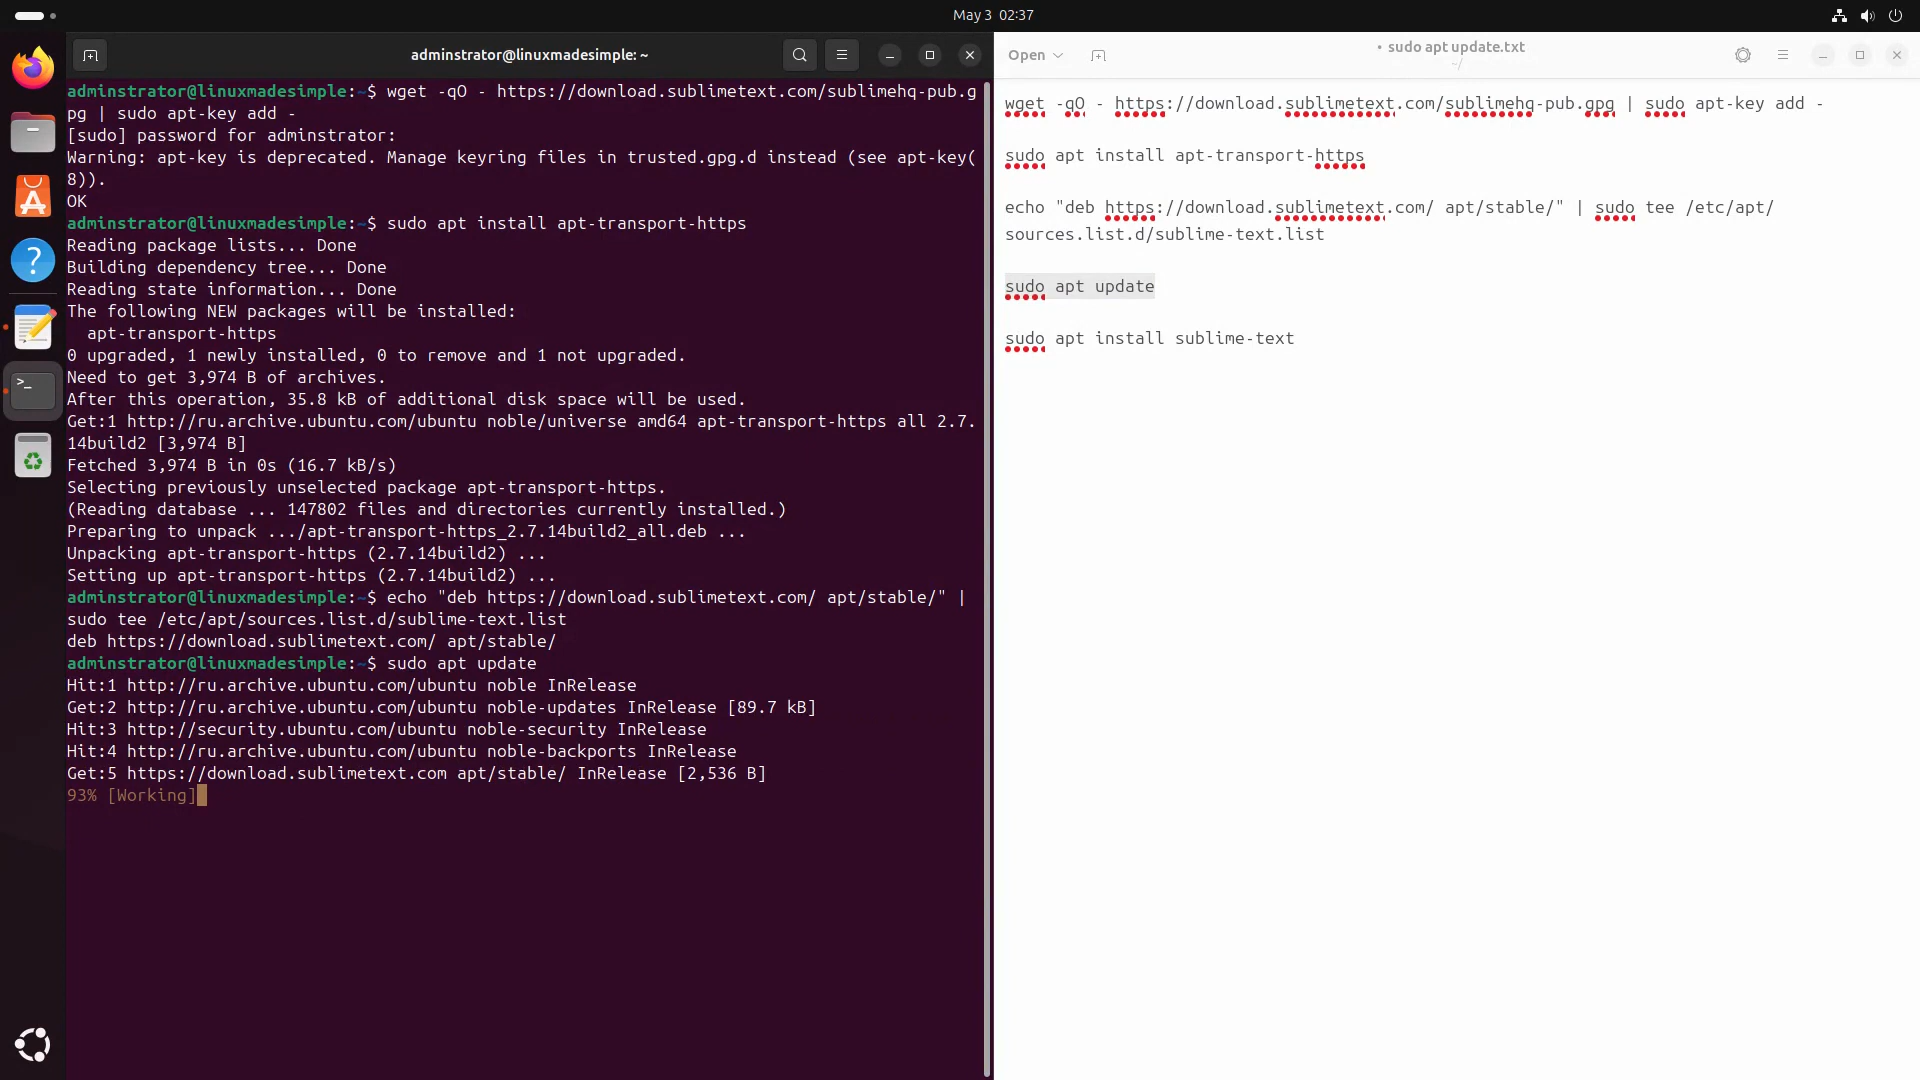 May 3  02:37
adminstrator@linuxmadesimple: ~
adminstrator@linuxmadesimple:~$ wget -qO - https://download.sublimetext.com/sublimehq-pub.g
pg | sudo apt-key add -
[sudo] password for adminstrator:
Warning: apt-key is deprecated. Manage keyring files in trusted.gpg.d instead (see apt-key(
8)).
OK
adminstrator@linuxmadesimple:~$ sudo apt install apt-transport-https
Reading package lists... Done
Building dependency tree... Done
Reading state information... Done
The following NEW packages will be installed:
  apt-transport-https
0 upgraded, 1 newly installed, 0 to remove and 1 not upgraded.
Need to get 3,974 B of archives.
After this operation, 35.8 kB of additional disk space will be used.
Get:1 http://ru.archive.ubuntu.com/ubuntu noble/universe amd64 apt-transport-https all 2.7.
14build2 [3,974 B]
Fetched 3,974 B in 0s (16.7 kB/s)
Selecting previously unselected package apt-transport-https.
(Reading database ... 147802 files and directories currently installed.)
Preparing to unpack .../apt-transport-https_2.7.14build2_all.deb ...
Unpacking apt-transport-https (2.7.14build2) ...
Setting up apt-transport-https (2.7.14build2) ...
adminstrator@linuxmadesimple:~$ echo "deb https://download.sublimetext.com/ apt/stable/" |
sudo tee /etc/apt/sources.list.d/sublime-text.list
deb https://download.sublimetext.com/ apt/stable/
adminstrator@linuxmadesimple:~$ sudo apt update
Hit:1 http://ru.archive.ubuntu.com/ubuntu noble InRelease
Get:2 http://ru.archive.ubuntu.com/ubuntu noble-updates InRelease [89.7 kB]
Hit:3 http://security.ubuntu.com/ubuntu noble-security InRelease
Hit:4 http://ru.archive.ubuntu.com/ubuntu noble-backports InRelease
Get:5 https://download.sublimetext.com apt/stable/ InRelease [2,536 B]
93% [Working]
Open
• sudo apt update.txt
~/
wget -qO - https://download.sublimetext.com/sublimehq-pub.gpg | sudo apt-key add -
sudo apt install apt-transport-https
echo "deb https://download.sublimetext.com/ apt/stable/" | sudo tee /etc/apt/
sources.list.d/sublime-text.list
sudo apt update
sudo apt install sublime-text